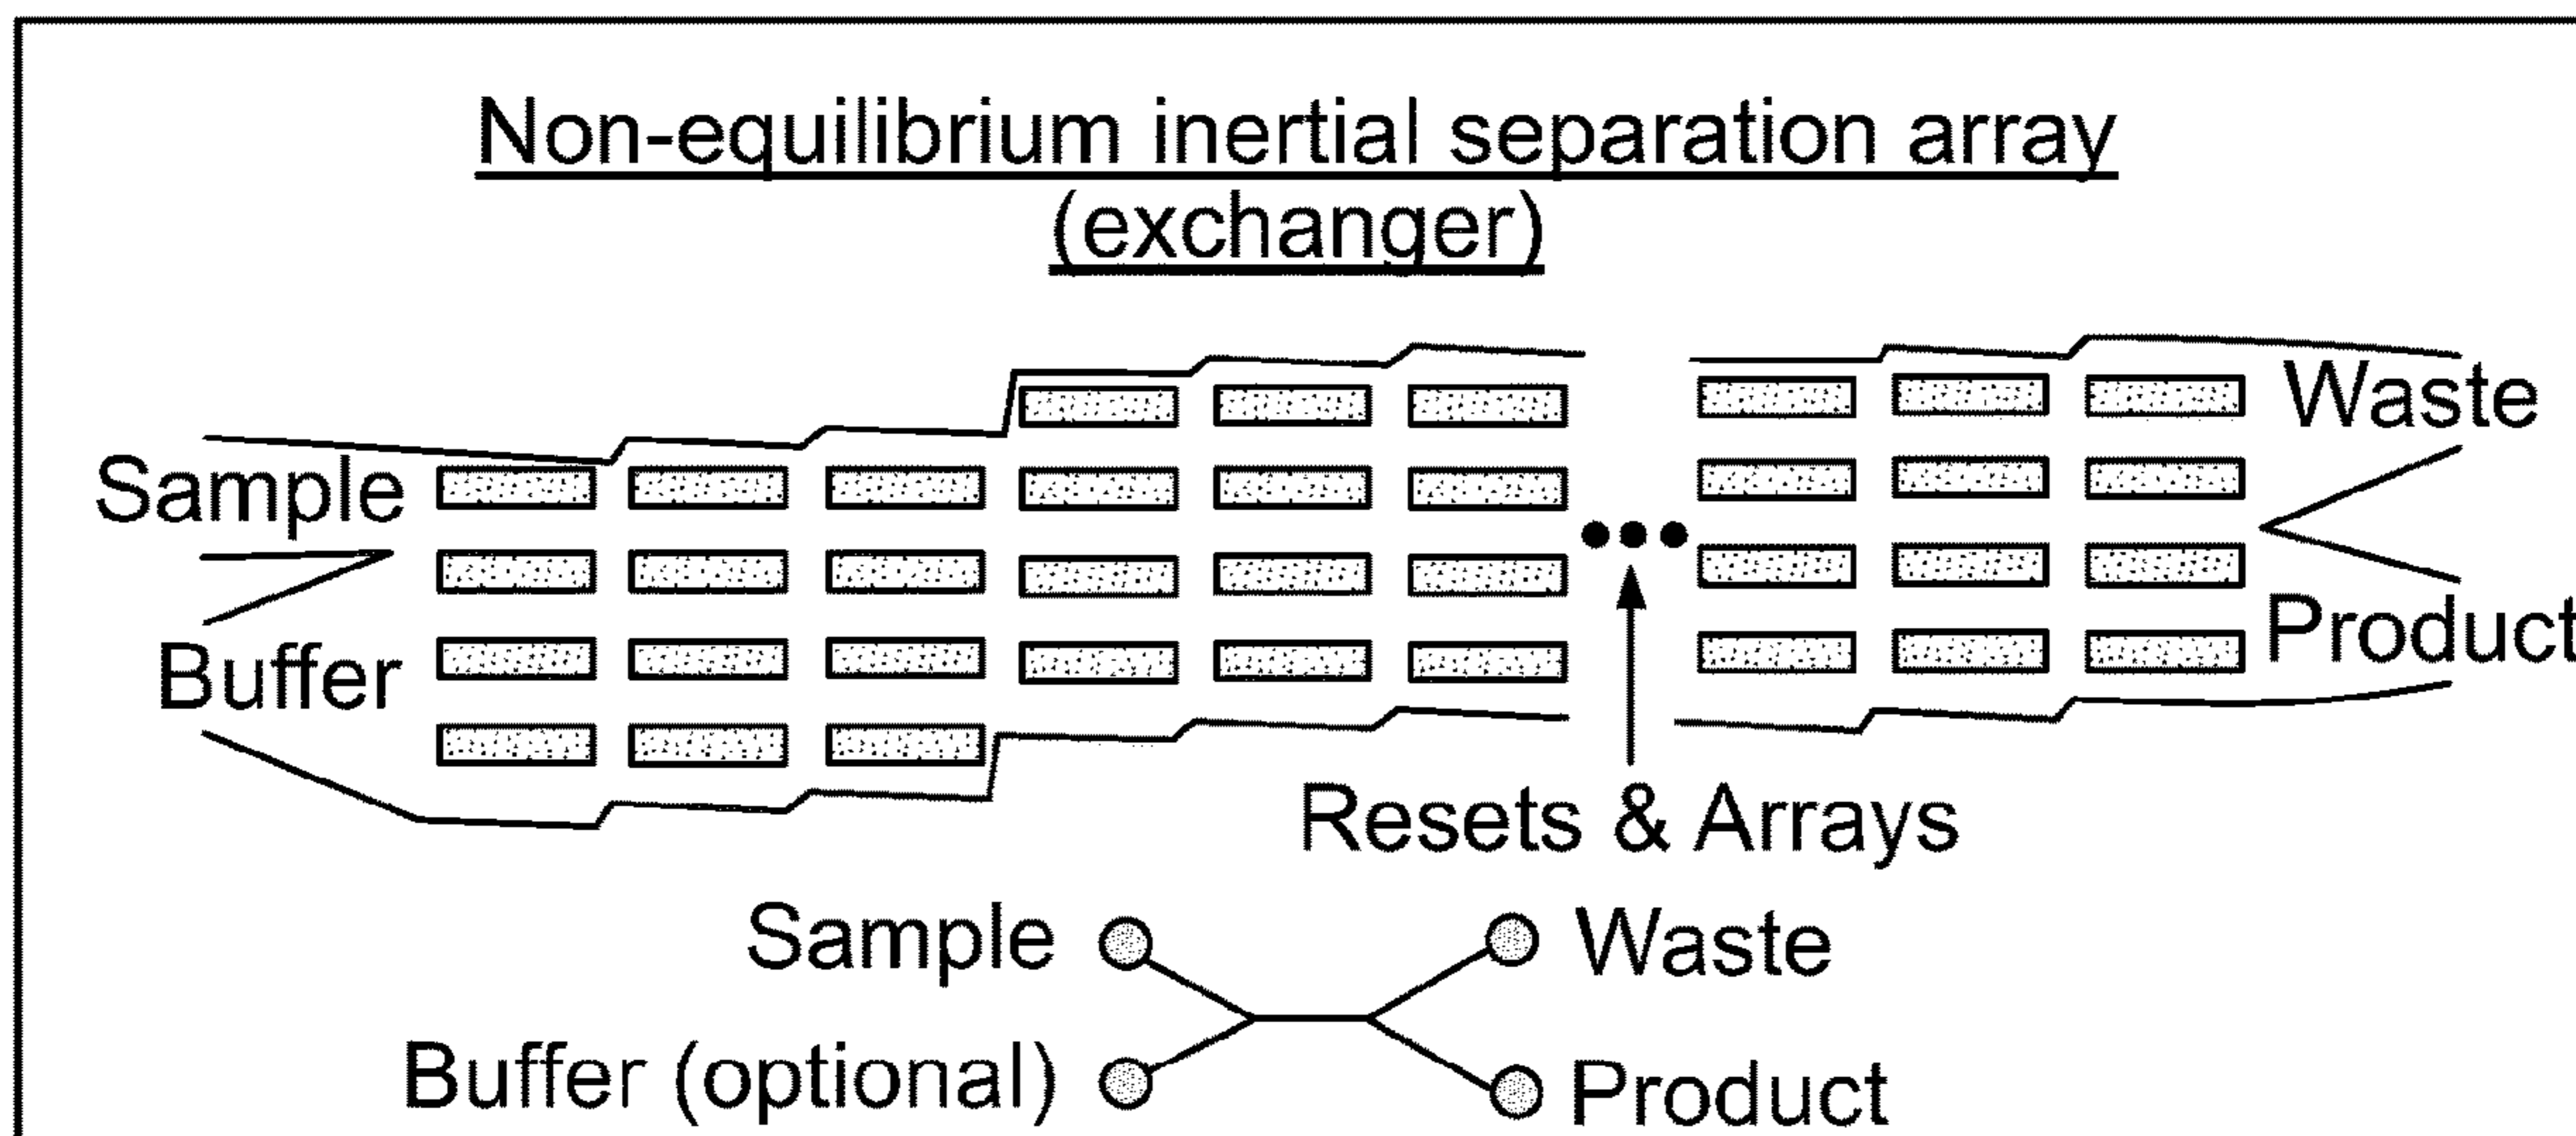 Non-equilibrium inertial separation array
(exchanger)
Sample
Buffer
Waste
Product
Resets & Arrays
Sample
Waste
Buffer (optional)
Product